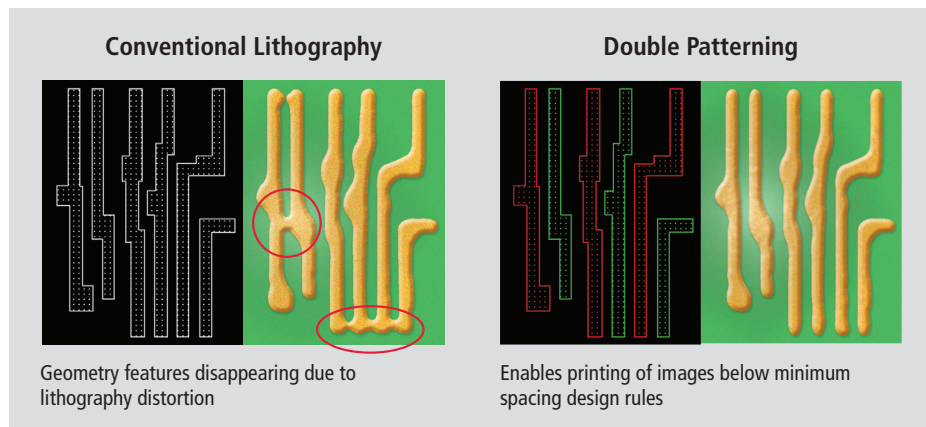 Conventional Lithography
Double Patterning
Geometry features disappearing due to
lithography distortion
Enables printing of images below minimum
spacing design rules